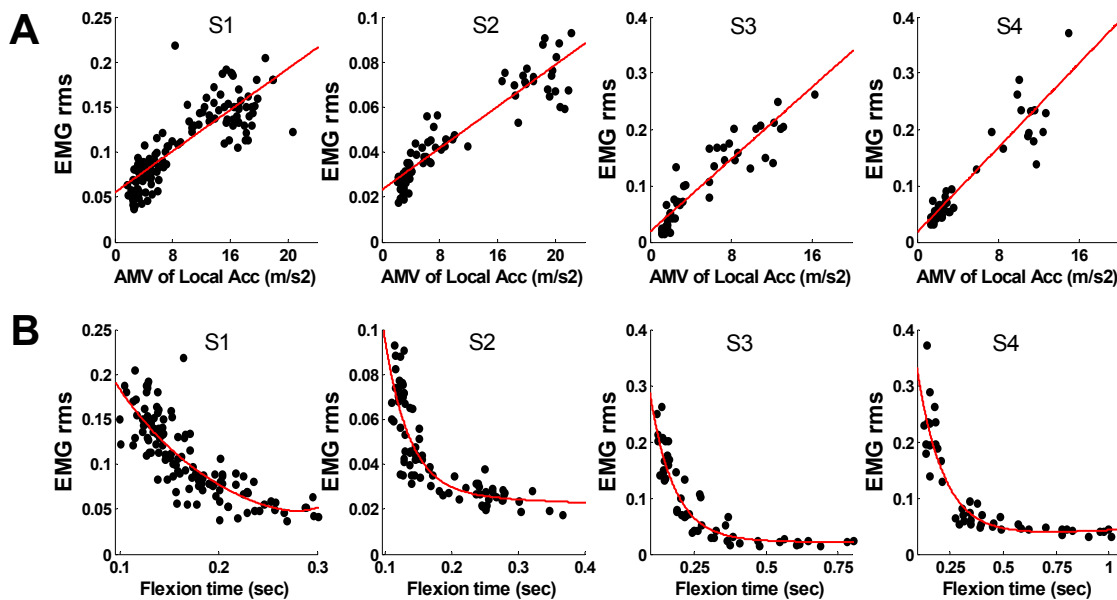 A
S1
S2
S3
S4
EMG rms
EMG rms
EMG rms
EMG rms
0.25
0.2
0.15
0.1
0.05
0
0.1
0.08
0.06
0.04
0.02
0
0.4
0.3
0.2
0.1
0
0.4
0.3
0.2
0.1
0
0 8 16 20
0 8 16 24
0 4 8 12 16
0 4 8 12 16
AMV of Local Acc (m/s2)
AMV of Local Acc (m/s2)
AMV of Local Acc (m/s2)
AMV of Local Acc (m/s2)
B
S1
S2
S3
S4
EMG rms
EMG rms
EMG rms
EMG rms
0.25
0.2
0.15
0.1
0.05
0
0.1
0.08
0.06
0.04
0.02
0
0.4
0.3
0.2
0.1
0
0.4
0.3
0.2
0.1
0
0.1 0.2 0.3
0.1 0.2 0.3 0.4
0.25 0.5 0.75
0.25 0.5 0.75 1
Flexion time (sec)
Flexion time (sec)
Flexion time (sec)
Flexion time (sec)